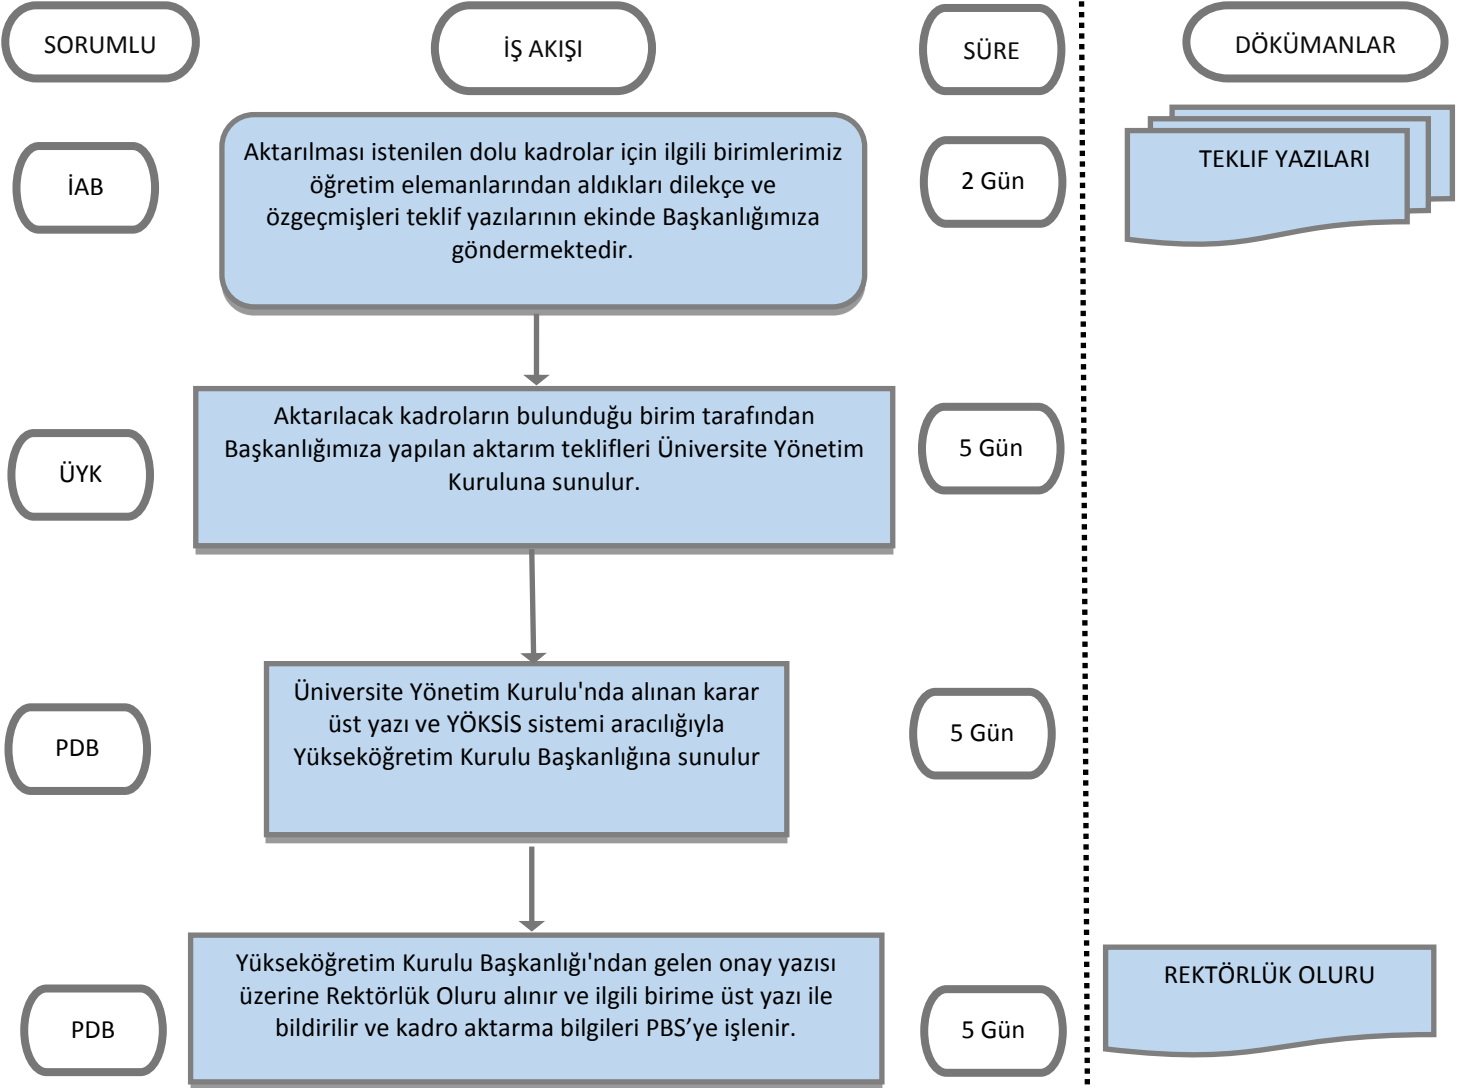 SORUMLU
İŞ AKIŞI
SÜRE
DÖKÜMANLAR
İAB
Aktarılması istenilen dolu kadrolar için ilgili birimlerimiz
öğretim elemanlarından aldıkları dilekçe ve
özgeçmişleri teklif yazılarının ekinde Başkanlığımıza
göndermektedir.
2 Gün
TEKLIF YAZILARI
ÜYK
Aktarılacak kadroların bulunduğu birim tarafından
Başkanlığımıza yapılan aktarım teklifleri Üniversite Yönetim
Kuruluna sunulur.
5 Gün
PDB
Üniversite Yönetim Kurulu'nda alınan karar
üst yazı ve YÖKSİS sistemi aracılığıyla
Yükseköğretim Kurulu Başkanlığına sunulur
5 Gün
PDB
Yükseköğretim Kurulu Başkanlığı'ndan gelen onay yazısı
üzerine Rektörlük Oluru alınır ve ilgili birime üst yazı ile
bildirilir ve kadro aktarma bilgileri PBS’ye işlenir.
5 Gün
REKTÖRLÜK OLURU